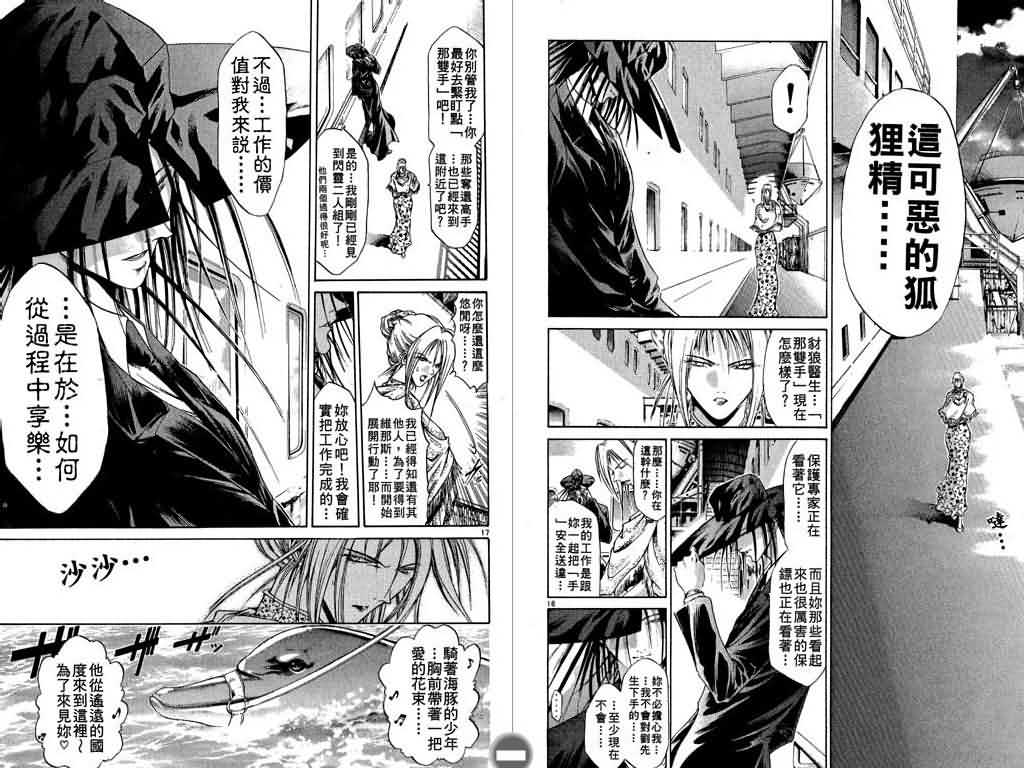 這可惡的狐
狸精……
噠…
！
豺狼醫生…「
那雙手」現在
怎麼樣了？
保護專家正在
看著它……
而且妳那些看起
來也很厲害的保
鏢也正在看著…
那麼……你在
這幹什麼？
我的工作是跟
妳一起把「手
」安全送達…
16
妳不必擔心我…
…我不會對劉先
生下手的…
…至少現在
不會…
你別管我了…你
最好去緊盯點「
那雙手」吧！
那些奪還高手
…也已經來到
這附近了吧？
是的…我剛剛已經見
到閃靈二人組了！
他們兩個過得很好呢…
不過…工作的價
值對我來說…
…是在於…如何
從過程中享樂…
你怎麼還這麼
悠閒呀……？
我已經得知還有其
他人，為了要得到
維那斯……而開始
展開行動了耶！
妳放心吧！我會確
實把工作完成的…
17
沙沙…
騎著海豚的少年
…胸前帶著一把
愛的花束……
他從遙遠的國
度來到這裡～
為了來見妳♡